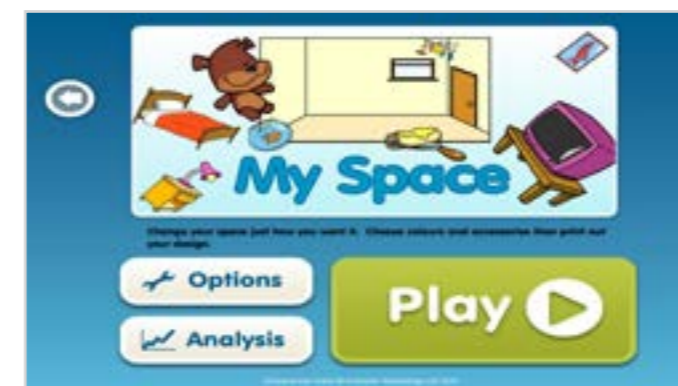 My Space
Change your space just how you want it. Choose colours and accessories then print out
your design.
Options
Play
Analysis